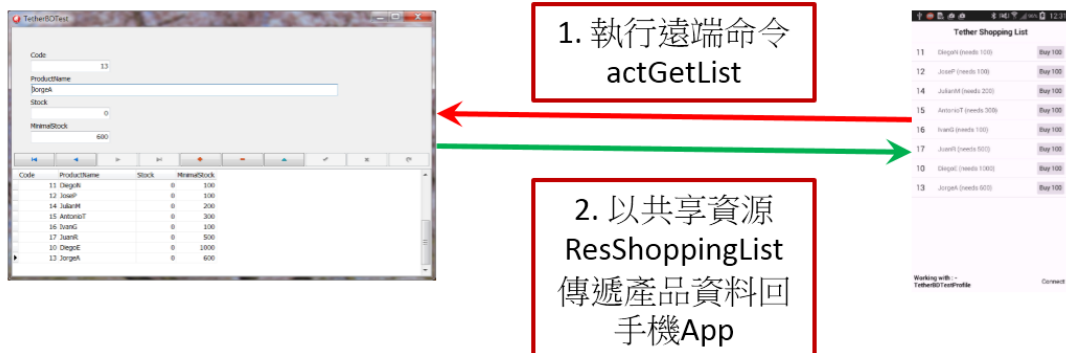 TetherBDTest
Code
13
ProductName
JorgeA
Stock
0
MinimalStock
600
Code ProductName Stock MinimalStock
11 DiegoN 0 100
12 JoseP 0 100
14 JulianM 0 200
15 AntonioT 0 300
16 IvanG 0 100
17 JuanR 0 500
10 DiegoE 0 1000
13 JorgeA 0 600
1. 執行遠端命令
actGetList
2. 以共享資源
ResShoppingList
傳遞產品資料回
手機App
12:31
Tether Shopping List
11 DiegoN (needs 100) Buy 100
12 JoseP (needs 100) Buy 100
14 JulianM (needs 200) Buy 100
15 AntonioT (needs 300) Buy 100
16 IvanG (needs 100) Buy 100
17 JuanR (needs 500) Buy 100
10 DiegoE (needs 1000) Buy 100
13 JorgeA (needs 600) Buy 100
Working with : -
TetherBDTestProfile Connect